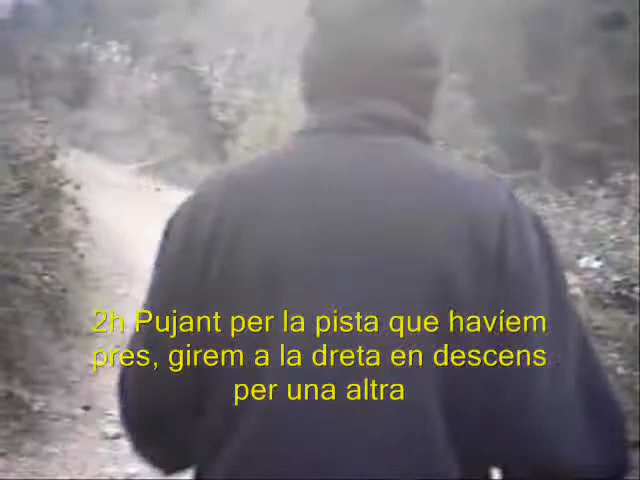 2h Pujant per la pista que havíem
pres, girem a la dreta en descens
per una altra